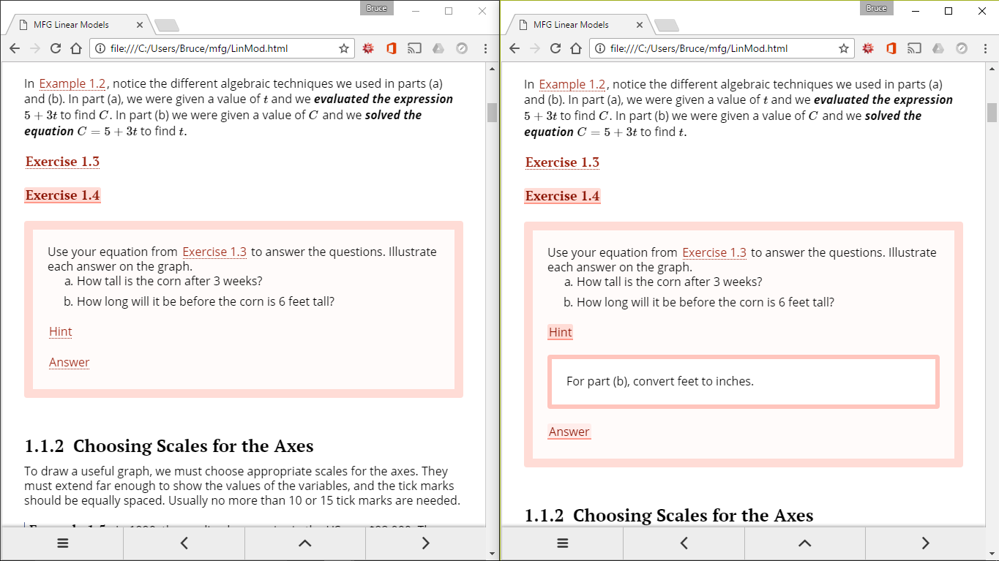 Bruce
MFG Linear Models
file:///C:/Users/Bruce/mfg/LinMod.html
In Example 1.2, notice the different algebraic techniques we used in parts (a)
and (b). In part (a), we were given a value of t and we evaluated the expression
5 + 3t to find C. In part (b) we were given a value of C and we solved the
equation C = 5 + 3t to find t.
Exercise 1.3
Exercise 1.4
Use your equation from Exercise 1.3 to answer the questions. Illustrate
each answer on the graph.
a. How tall is the corn after 3 weeks?
b. How long will it be before the corn is 6 feet tall?
Hint
Answer
1.1.2 Choosing Scales for the Axes
To draw a useful graph, we must choose appropriate scales for the axes. They
must extend far enough to show the values of the variables, and the tick marks
should be equally spaced. Usually no more than 10 or 15 tick marks are needed.
Bruce
MFG Linear Models
file:///C:/Users/Bruce/mfg/LinMod.html
In Example 1.2, notice the different algebraic techniques we used in parts (a)
and (b). In part (a), we were given a value of t and we evaluated the expression
5 + 3t to find C. In part (b) we were given a value of C and we solved the
equation C = 5 + 3t to find t.
Exercise 1.3
Exercise 1.4
Use your equation from Exercise 1.3 to answer the questions. Illustrate
each answer on the graph.
a. How tall is the corn after 3 weeks?
b. How long will it be before the corn is 6 feet tall?
Hint
For part (b), convert feet to inches.
Answer
1.1.2 Choosing Scales for the Axes